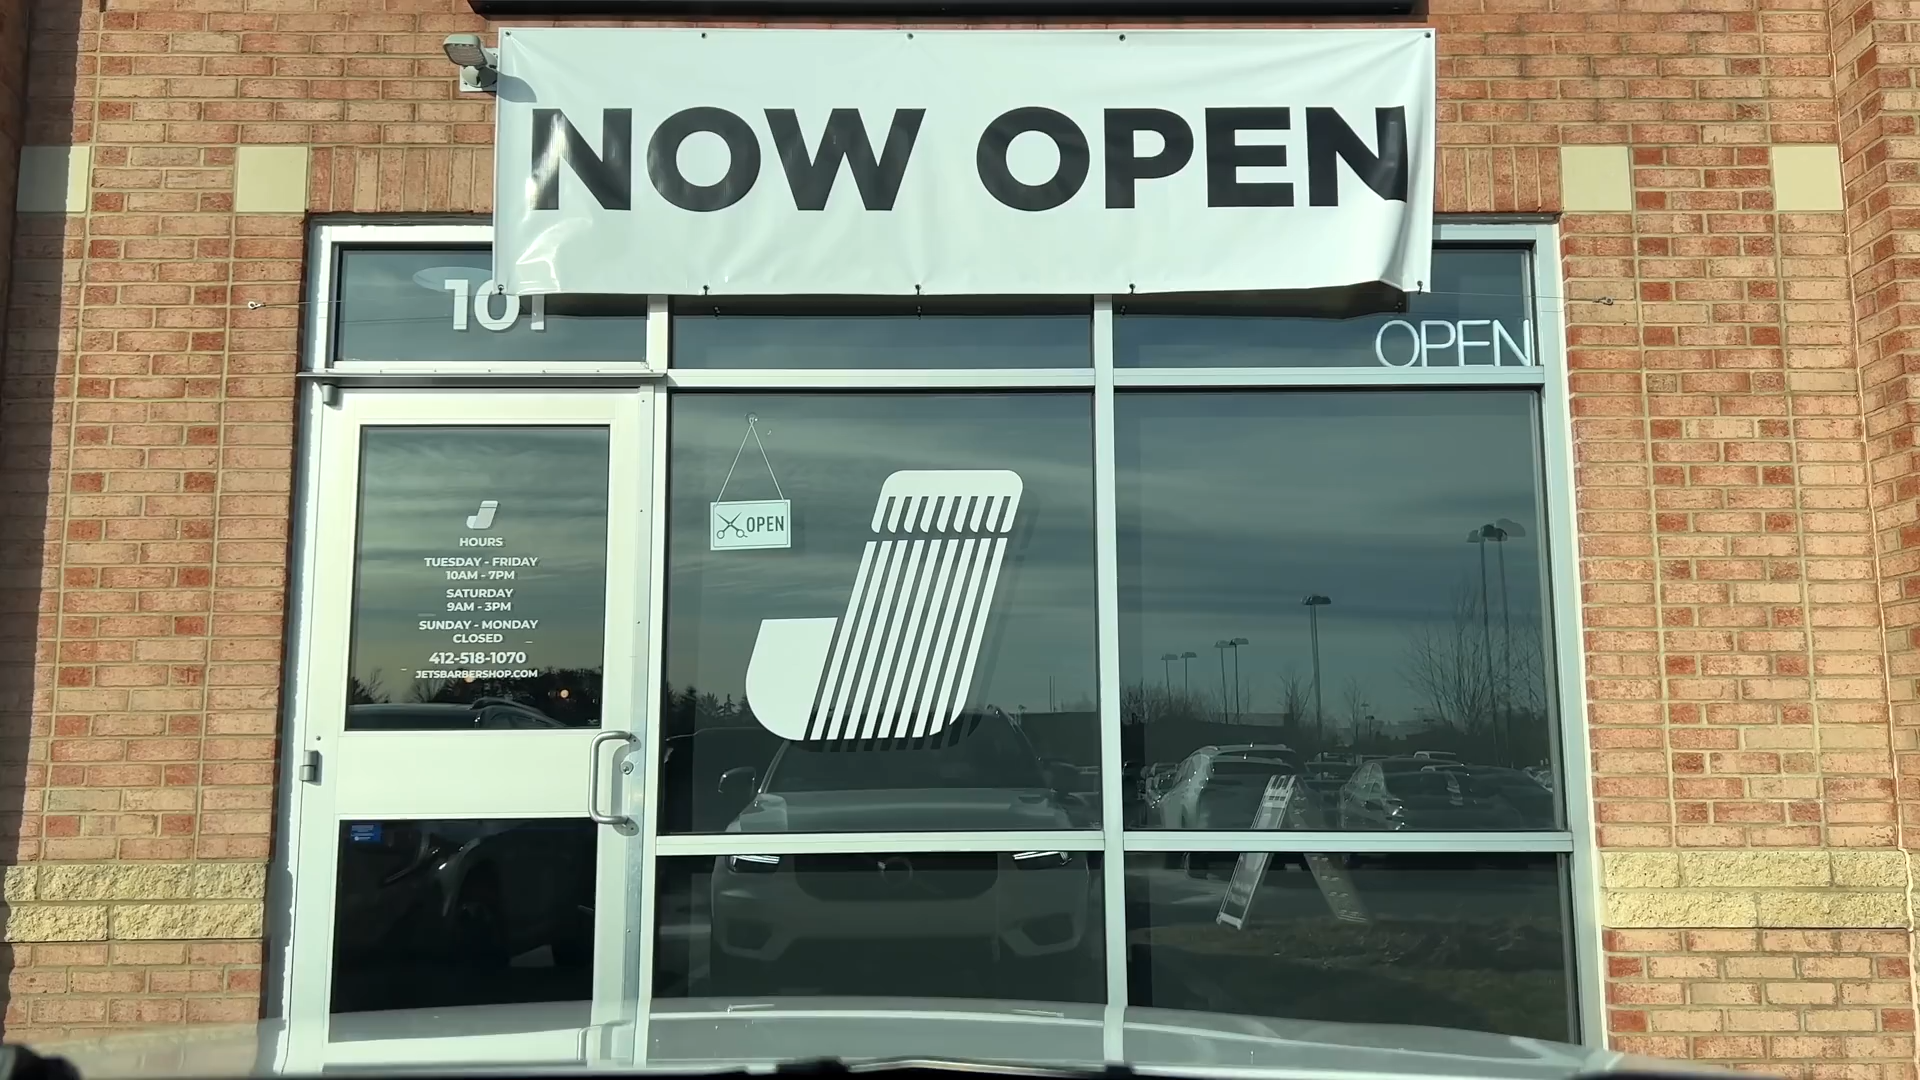 NOW OPEN
101
OPEN
OPEN
J
HOURS
TUESDAY - FRIDAY
10AM - 7PM
SATURDAY
9AM - 3PM
SUNDAY - MONDAY
CLOSED
412-518-1070
JETSBARBERSHOP.COM